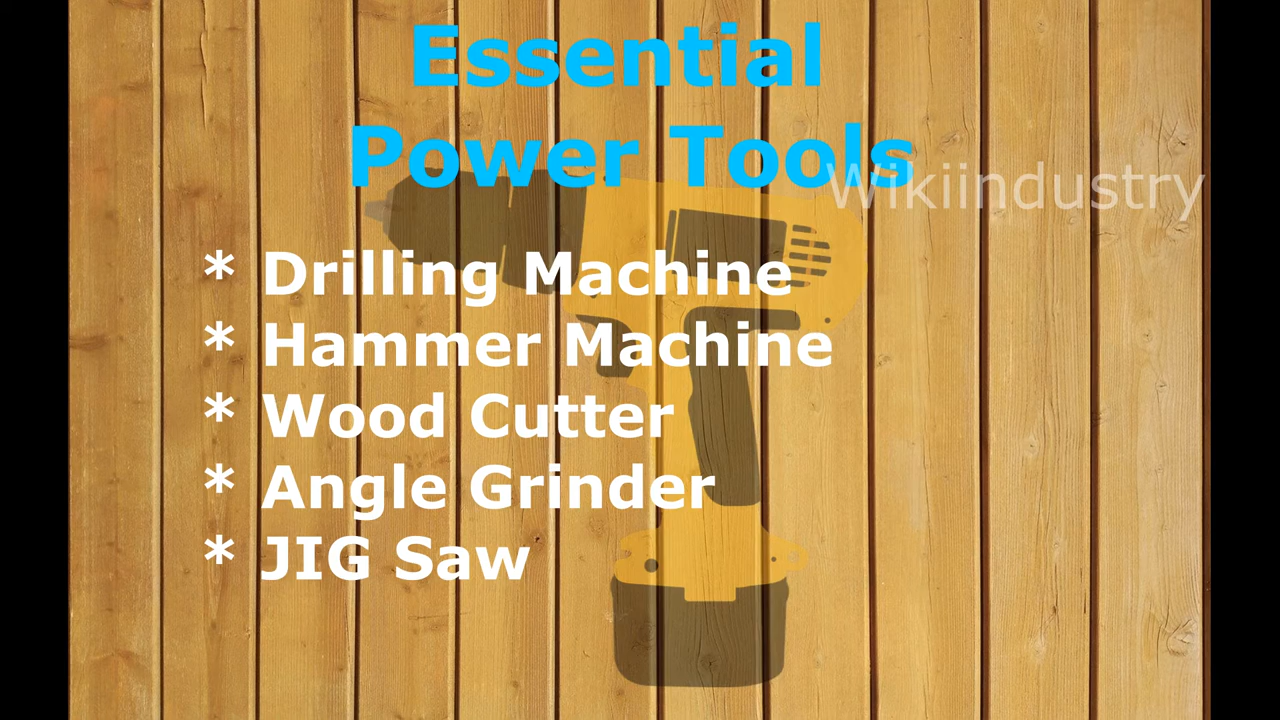 Essential
Power Tools
Wikiindustry
* Drilling Machine
* Hammer Machine
* Wood Cutter
* Angle Grinder
* JIG Saw